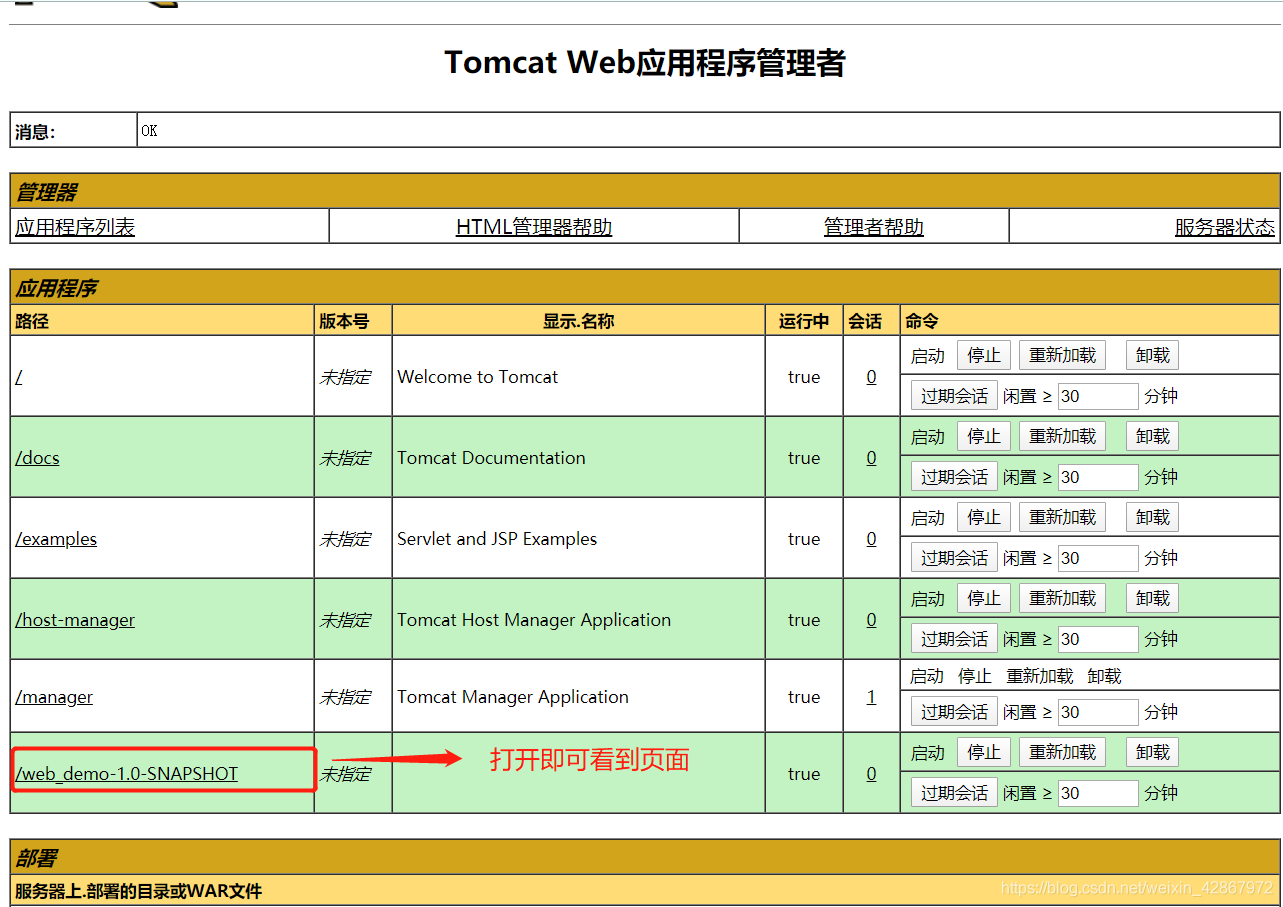 Tomcat Web应用程序管理者
消息: OK
管理器
应用程序列表 HTML管理器帮助 管理者帮助 服务器状态
应用程序
路径 版本号 显示.名称 运行中 会话 命令
/ 未指定 Welcome to Tomcat true 0 启动 停止 重新加载 卸载
过期会话 闲置 ≥ 30 分钟
/docs 未指定 Tomcat Documentation true 0 启动 停止 重新加载 卸载
过期会话 闲置 ≥ 30 分钟
/examples 未指定 Servlet and JSP Examples true 0 启动 停止 重新加载 卸载
过期会话 闲置 ≥ 30 分钟
/host-manager 未指定 Tomcat Host Manager Application true 0 启动 停止 重新加载 卸载
过期会话 闲置 ≥ 30 分钟
/manager 未指定 Tomcat Manager Application true 1 启动 停止 重新加载 卸载
过期会话 闲置 ≥ 30 分钟
/web_demo-1.0-SNAPSHOT 未指定 打开即可看到页面 true 0 启动 停止 重新加载 卸载
过期会话 闲置 ≥ 30 分钟
部署
服务器上.部署的目录或WAR文件
https://blog.csdn.net/weixin_42867972